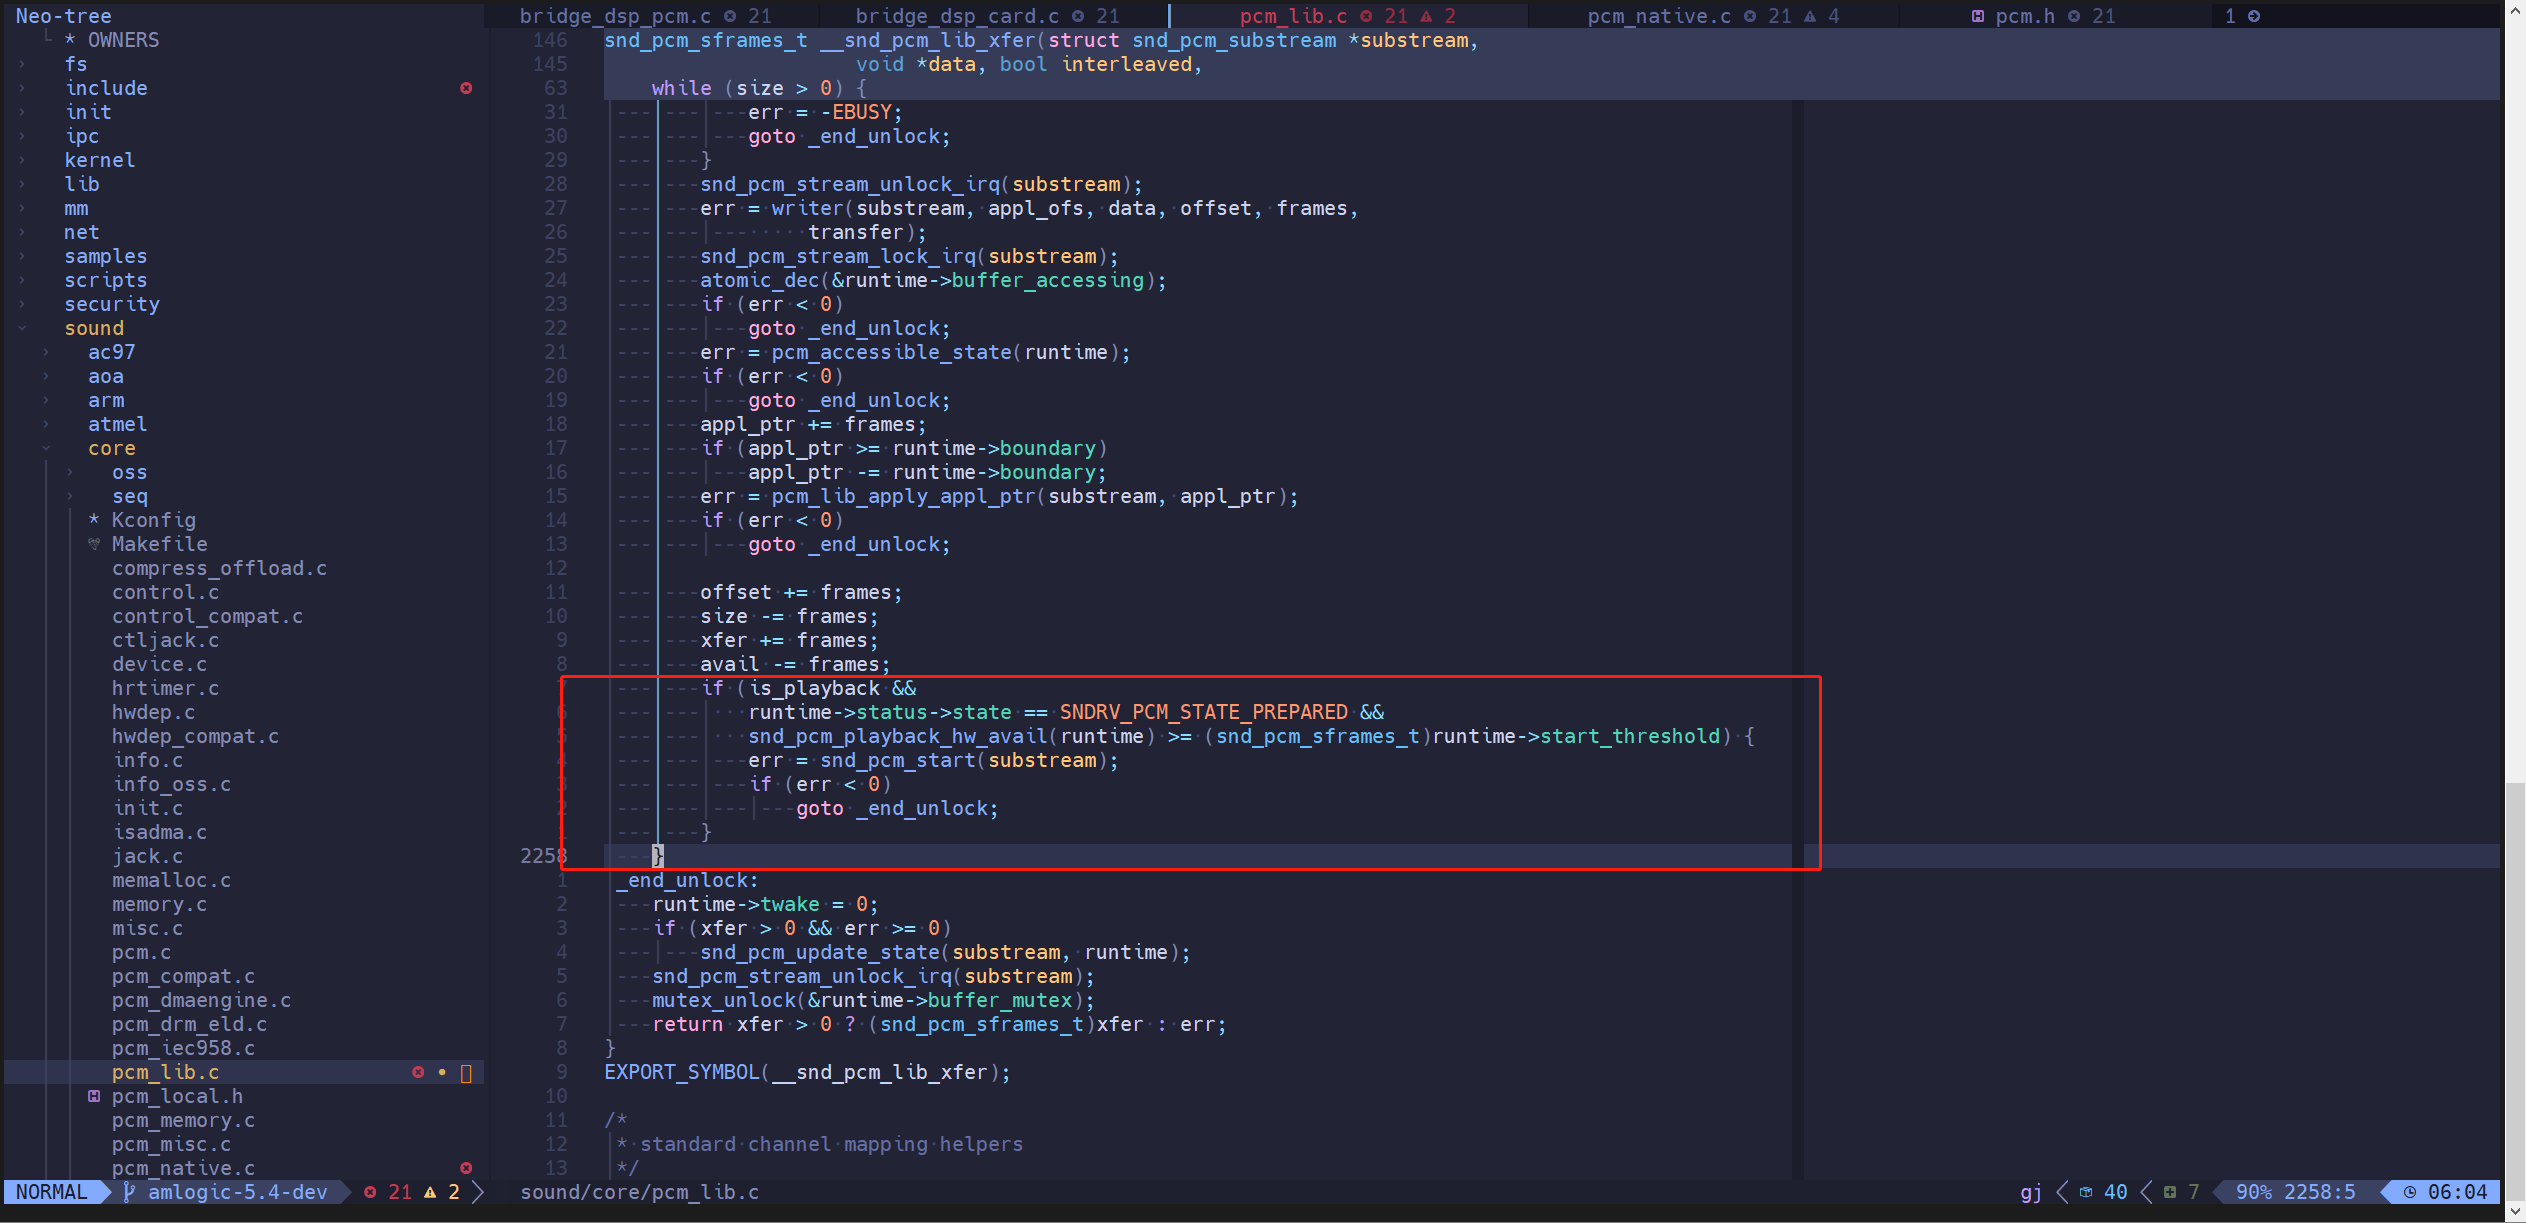 Neo-tree
* OWNERS
fs
include
init
ipc
kernel
lib
mm
net
samples
scripts
security
sound
ac97
aoa
arm
atmel
core
oss
seq
* Kconfig
Makefile
compress_offload.c
control.c
control_compat.c
ctljack.c
device.c
hrtimer.c
hwdep.c
hwdep_compat.c
info.c
info_oss.c
init.c
isadma.c
jack.c
memalloc.c
memory.c
misc.c
pcm.c
pcm_compat.c
pcm_dmaengine.c
pcm_drm_eld.c
pcm_iec958.c
pcm_lib.c
pcm_local.h
pcm_memory.c
pcm_misc.c
pcm_native.c
bridge_dsp_pcm.c 21 bridge_dsp_card.c 21 pcm_lib.c 21 2 pcm_native.c 21 4 pcm.h 21 1
146 snd_pcm_sframes_t __snd_pcm_lib_xfer(struct snd_pcm_substream *substream,
145 void *data, bool interleaved,
63 while (size > 0) {
31 err = -EBUSY;
30 goto _end_unlock;
29 }
28 snd_pcm_stream_unlock_irq(substream);
27 err = writer(substream, appl_ofs, data, offset, frames,
26 transfer);
25 snd_pcm_stream_lock_irq(substream);
24 atomic_dec(&runtime->buffer_accessing);
23 if (err < 0)
22 goto _end_unlock;
21 err = pcm_accessible_state(runtime);
20 if (err < 0)
19 goto _end_unlock;
18 appl_ptr += frames;
17 if (appl_ptr >= runtime->boundary)
16 appl_ptr -= runtime->boundary;
15 err = pcm_lib_apply_appl_ptr(substream, appl_ptr);
14 if (err < 0)
13 goto _end_unlock;
12
11 offset += frames;
10 size -= frames;
9 xfer += frames;
8 avail -= frames;
7 if (is_playback &&
6 runtime->status->state == SNDRV_PCM_STATE_PREPARED &&
5 snd_pcm_playback_hw_avail(runtime) >= (snd_pcm_sframes_t)runtime->start_threshold) {
4 err = snd_pcm_start(substream);
3 if (err < 0)
2 goto _end_unlock;
1 }
2258 }
1 _end_unlock:
2 runtime->twake = 0;
3 if (xfer > 0 && err >= 0)
4 snd_pcm_update_state(substream, runtime);
5 snd_pcm_stream_unlock_irq(substream);
6 mutex_unlock(&runtime->buffer_mutex);
7 return xfer > 0 ? (snd_pcm_sframes_t)xfer : err;
8 }
9 EXPORT_SYMBOL(__snd_pcm_lib_xfer);
10
11 /*
12 * standard channel mapping helpers
13 */
NORMAL amlogic-5.4-dev 21 2 sound/core/pcm_lib.c gj 40 7 90% 2258:5 06:04